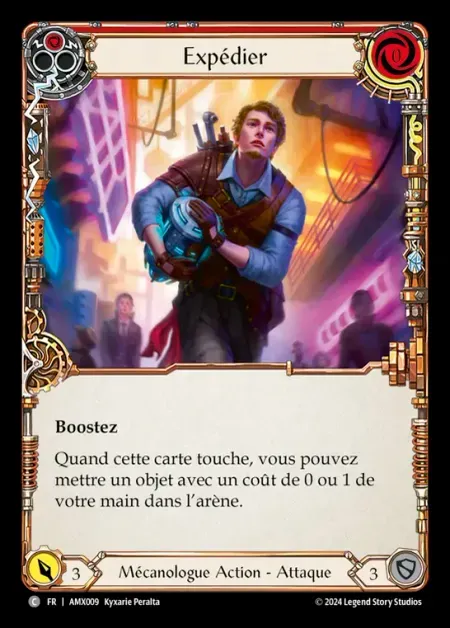 Expédier
0
Boostez
Quand cette carte touche, vous pouvez
mettre un objet avec un coût de 0 ou 1 de
votre main dans l'arène.
3 Mécanologue Action - Attaque 3
C FR | AMX009 Kyxarie Peralta © 2024 Legend Story Studios